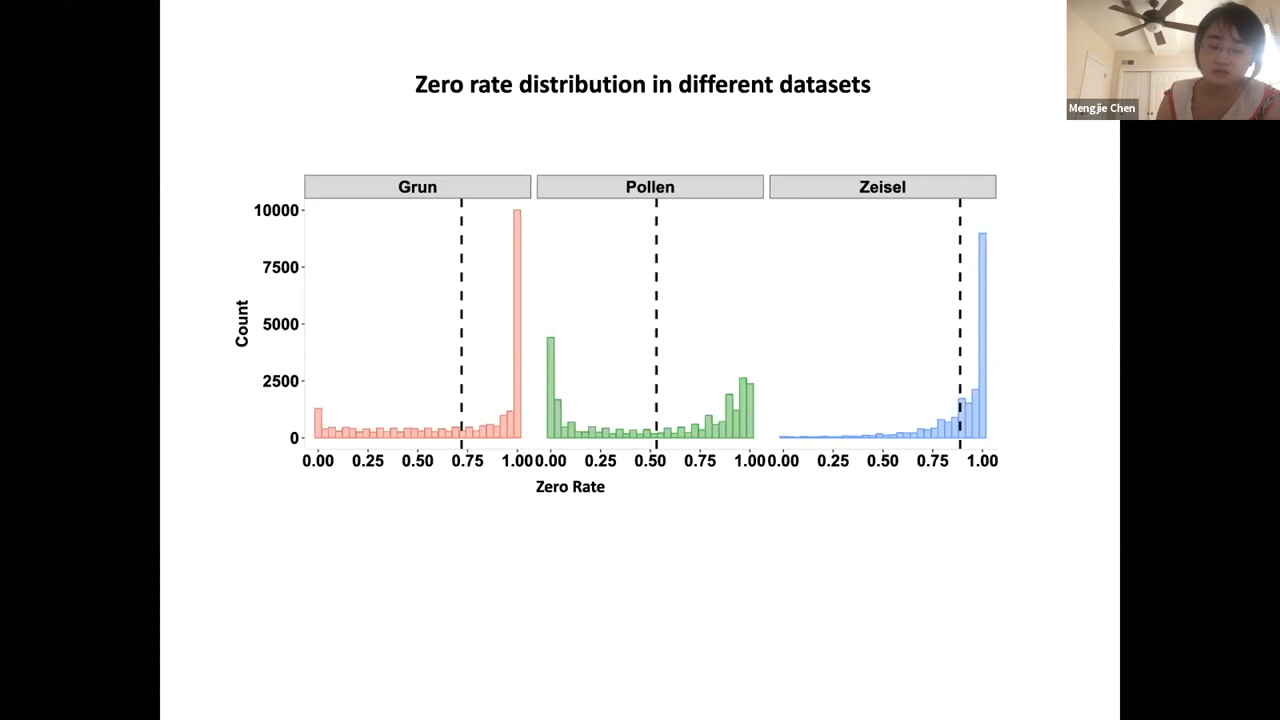 Mengjie Chen
Zero rate distribution in different datasets
Grun Pollen Zeisel
10000
7500
5000
2500
0
Count
0.00 0.25 0.50 0.75 1.00 0.00 0.25 0.50 0.75 1.00 0.00 0.25 0.50 0.75 1.00
Zero Rate